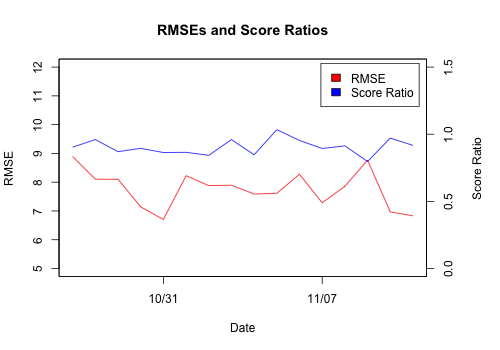 RMSEs and Score Ratios
RMSE
Score Ratio
12
11
10
9
8
7
6
5
RMSE
1.5
1.0
0.5
0.0
Score Ratio
10/31
11/07
Date